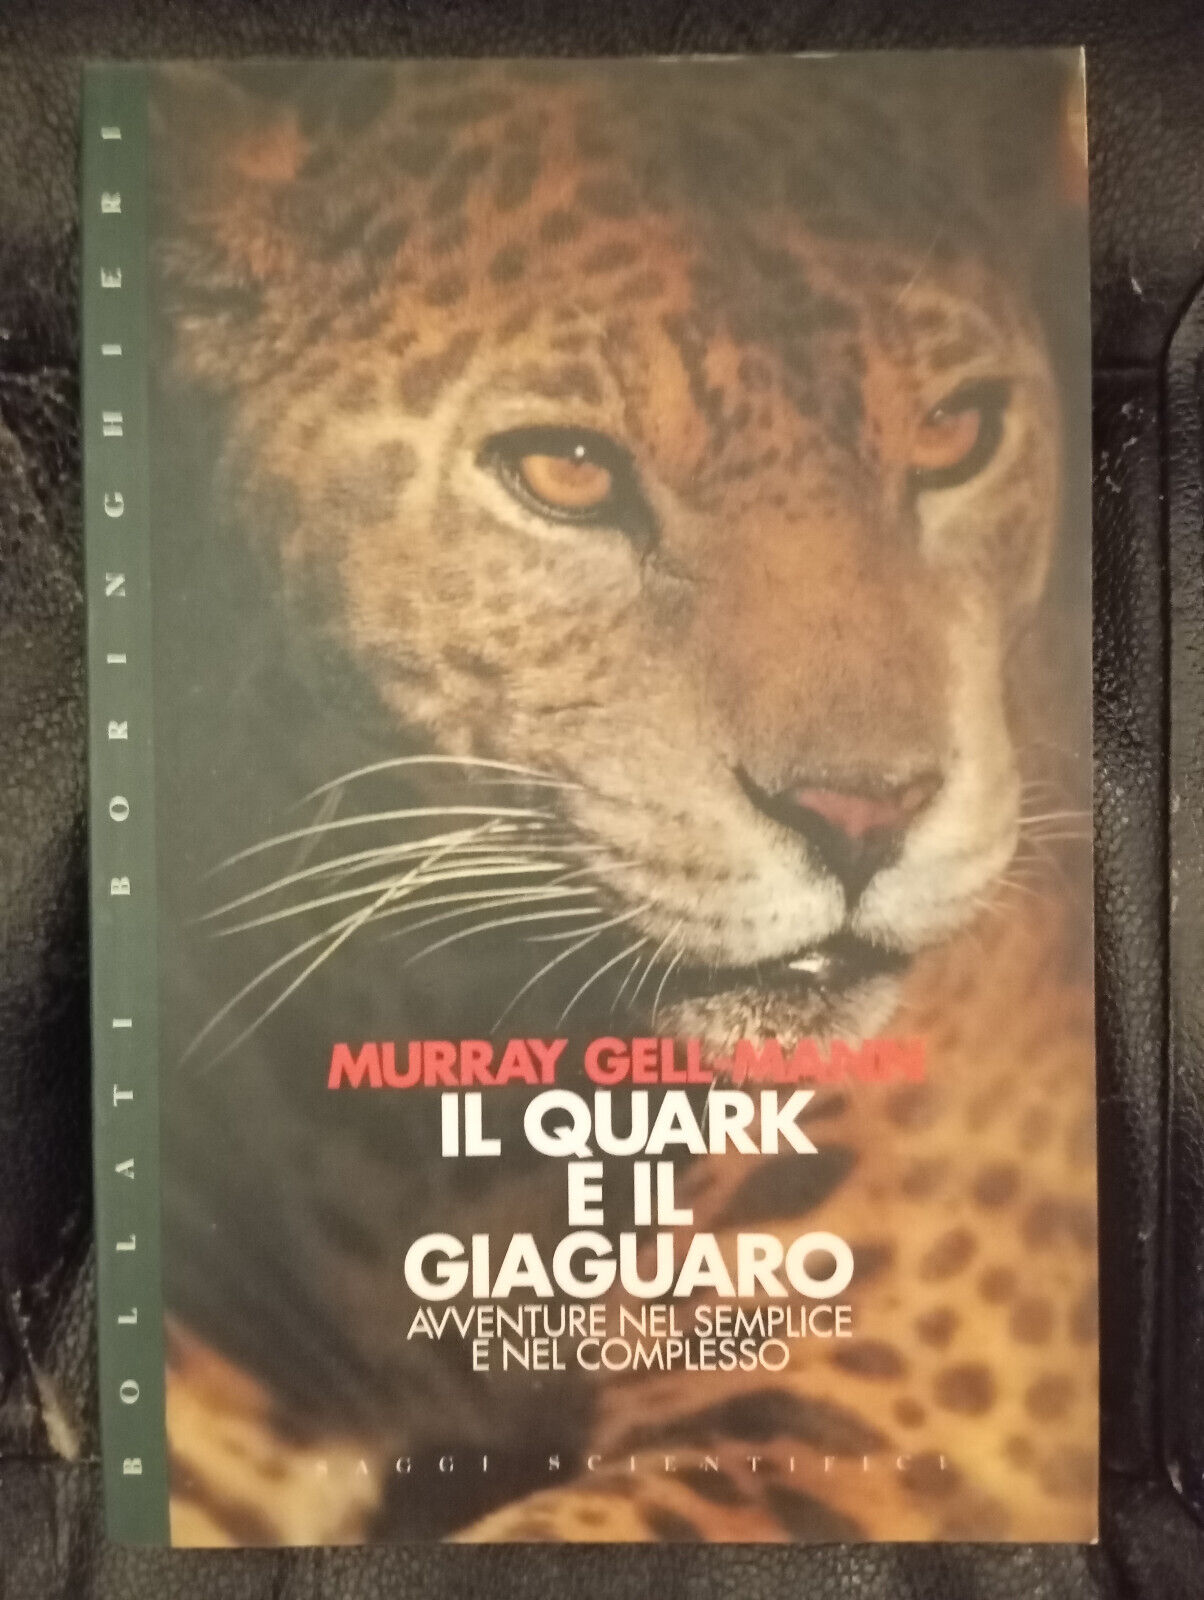 BOLLATI BORINGHIERI
MURRAY GELL-MANN
IL QUARK
E IL
GIAGUARO
AVVENTURE NEL SEMPLICE
E NEL COMPLESSO
SAGGI SCIENTIFICI